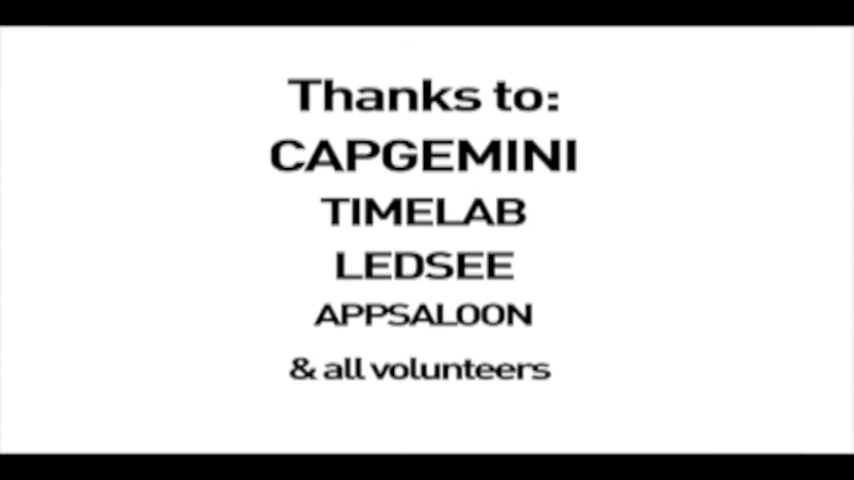 Thanks to:
CAPGEMINI
TIMELAB
LEDSEE
APPSALOON
& all volunteers